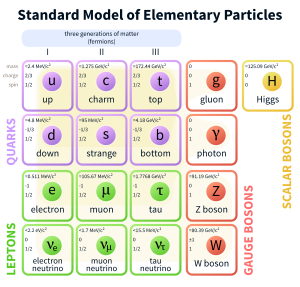 Standard Model of Elementary Particles
three generations of matter
(fermions)
I II III
mass ≈2.4 MeV/c² ≈1.275 GeV/c² ≈172.44 GeV/c² 0 ≈125.09 GeV/c²
charge 2/3 2/3 2/3 0 0
spin 1/2 1/2 1/2 1 0
u c t g H
up charm top gluon Higgs
≈4.8 MeV/c² ≈95 MeV/c² ≈4.18 GeV/c² 0
-1/3 -1/3 -1/3 0
1/2 1/2 1/2 1
d s b γ
down strange bottom photon
≈0.511 MeV/c² ≈105.67 MeV/c² ≈1.7768 GeV/c² ≈91.19 GeV/c²
-1 -1 -1 0
1/2 1/2 1/2 1
e μ τ Z
electron muon tau Z boson
<2.2 eV/c² <1.7 MeV/c² <15.5 MeV/c² ≈80.39 GeV/c²
0 0 0 ±1
1/2 1/2 1/2 1
νe νμ ντ W
electron muon tau W boson
neutrino neutrino neutrino
QUARKS
LEPTONS
GAUGE BOSONS
SCALAR BOSONS